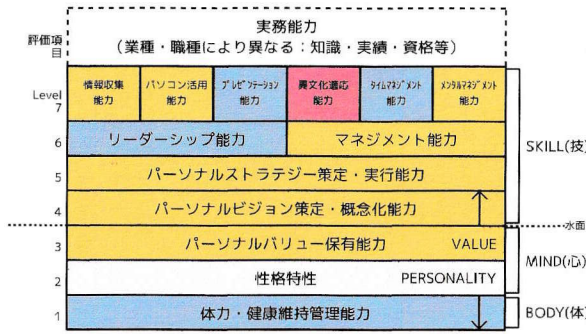 実務能力
(業種・職種により異なる:知識・実績・資格等)
評価項目
Level 7
情報収集能力
パソコン活用能力
プレゼンテーション能力
異文化適応能力
タイムマネジメント能力
メンタルマネジメント能力
6
リーダーシップ能力
マネジメント能力
SKILL(技)
5
パーソナルストラテジー策定・実行能力
4
パーソナルビジョン策定・概念化能力
水面
3
パーソナルバリュー保有能力 VALUE
MIND(心)
2
性格特性 PERSONALITY
1
体力・健康維持管理能力
BODY(体)